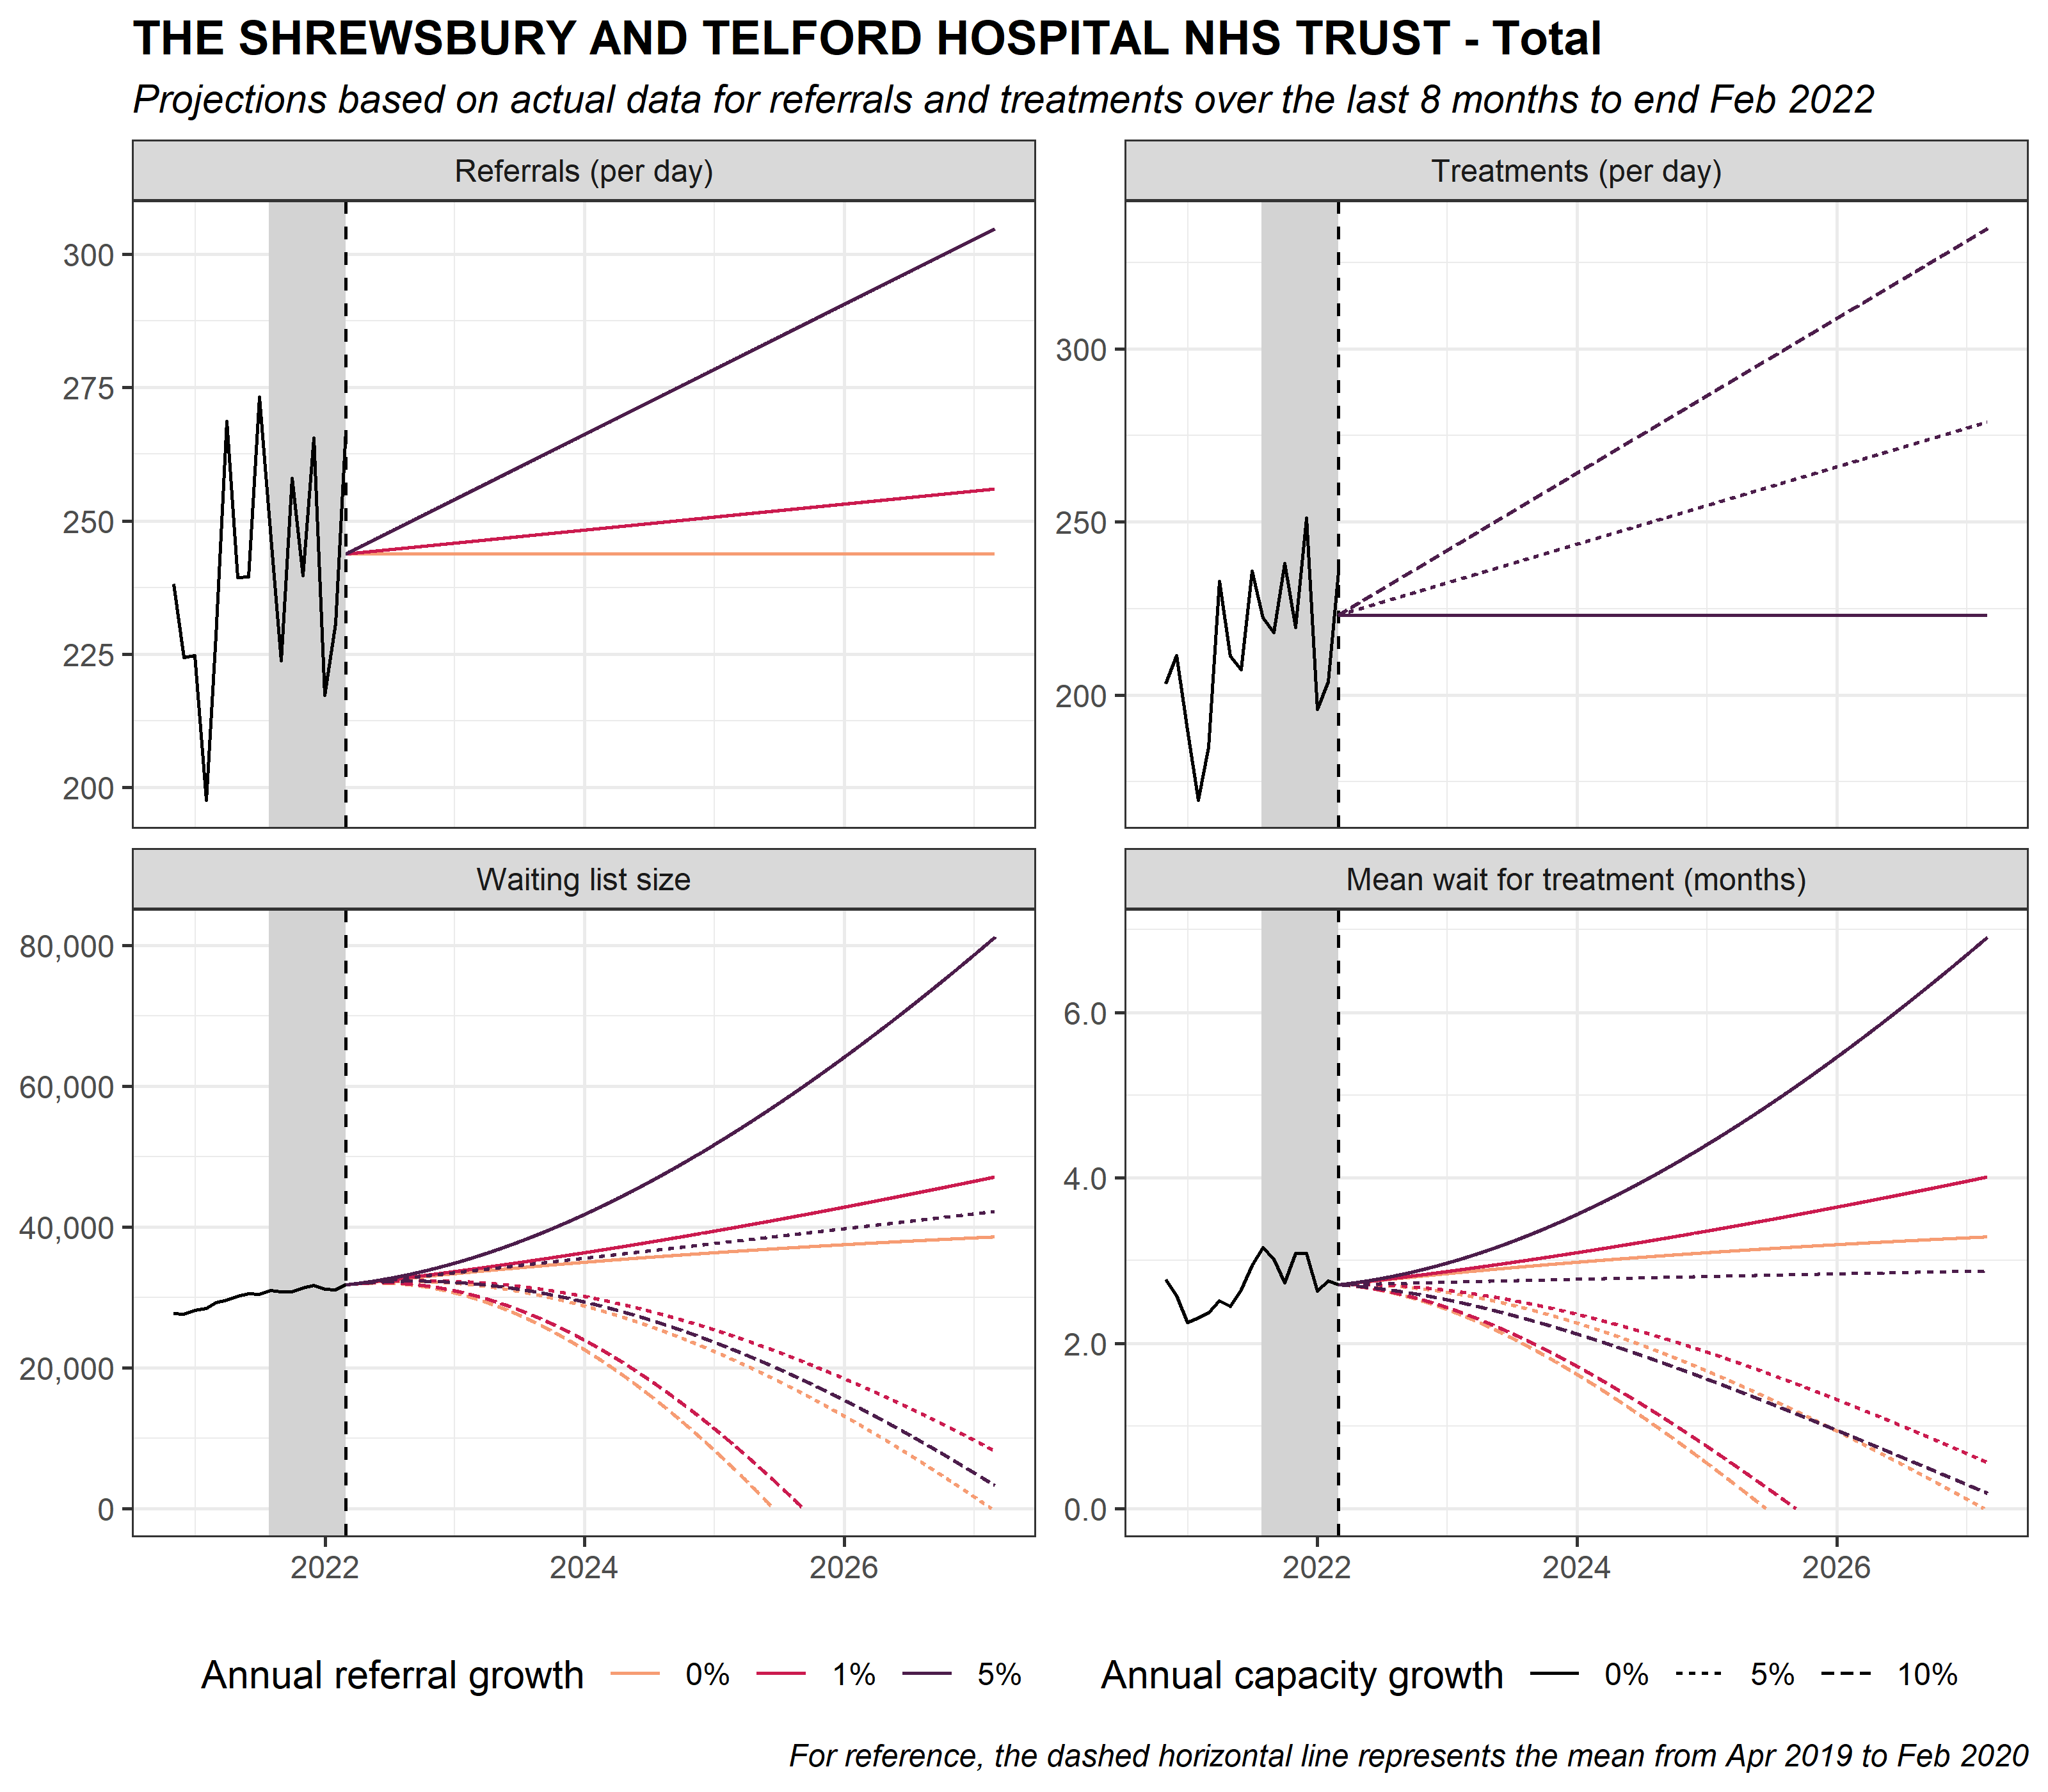 THE SHREWSBURY AND TELFORD HOSPITAL NHS TRUST - Total
Projections based on actual data for referrals and treatments over the last 8 months to end Feb 2022
Referrals (per day)
300
275
250
225
200
Treatments (per day)
300
250
200
Waiting list size
80,000
60,000
40,000
20,000
0
2022 2024 2026
Mean wait for treatment (months)
6.0
4.0
2.0
0.0
2022 2024 2026
Annual referral growth 0% 1% 5%
Annual capacity growth 0% 5% 10%
For reference, the dashed horizontal line represents the mean from Apr 2019 to Feb 2020